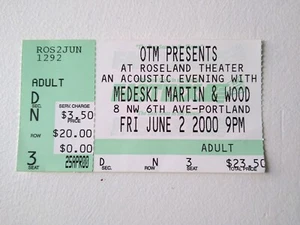 ROS2JUN
1292
ADULT
D
SEC.
SERV. CHARGE
$3.50
N
PRICE
ROW
$20.00
PRICE
$0.00
3
SEAT
25APR00
OTM PRESENTS
AT ROSELAND THEATER
AN ACOUSTIC EVENING WITH
MEDESKI MARTIN & WOOD
8 NW 6TH AVE-PORTLAND
FRI JUNE 2 2000 9PM
ADULT
D N 3 $23.50
SEC. ROW SEAT PRICE